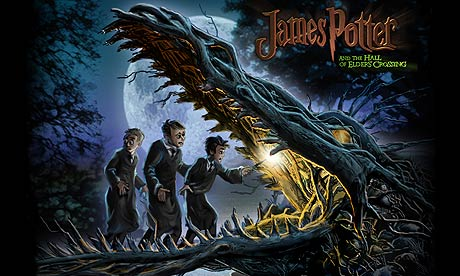 James Potter
AND THE HALL
OF ELDERS' CROSSING